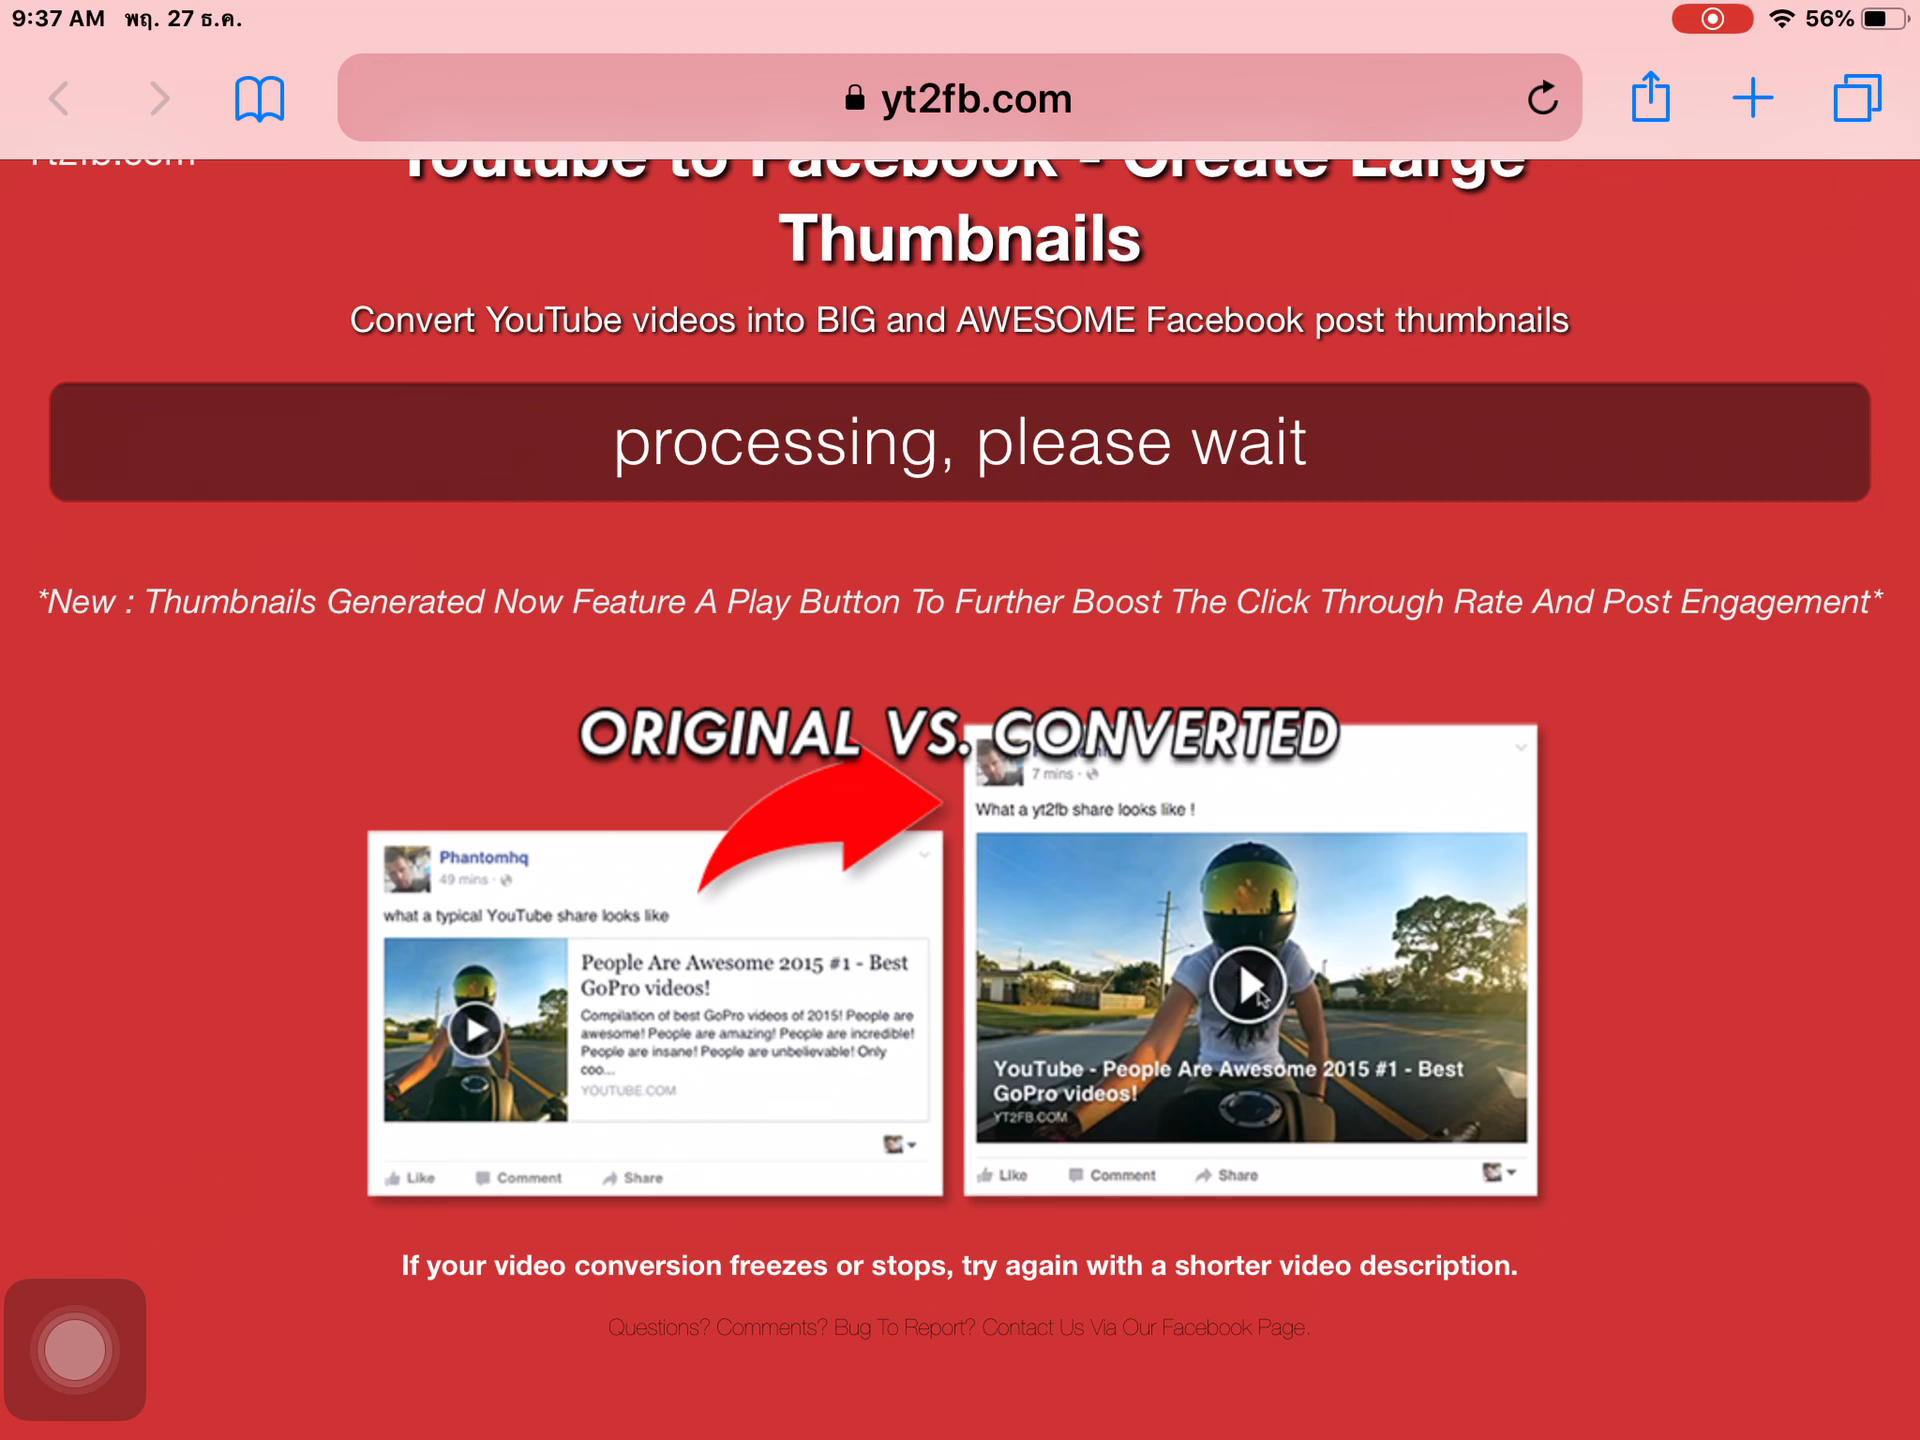 9:37 AM พฤ. 27 ธ.ค.
56%
yt2fb.com
Yt2fb.com
Youtube to Facebook - Create Large
Thumbnails
Convert YouTube videos into BIG and AWESOME Facebook post thumbnails
processing, please wait
*New : Thumbnails Generated Now Feature A Play Button To Further Boost The Click Through Rate And Post Engagement*
ORIGINAL VS. CONVERTED
Phantomhq
49 mins
what a typical YouTube share looks like
People Are Awesome 2015 #1 - Best
GoPro videos!
Compilation of best GoPro videos of 2015! People are
awesome! People are amazing! People are incredible!
People are insane! People are unbelievable! Only
coo...
YOUTUBE.COM
Like Comment Share
7 mins
What a yt2fb share looks like !
YouTube - People Are Awesome 2015 #1 - Best
GoPro videos!
YT2FB.COM
Like Comment Share
If your video conversion freezes or stops, try again with a shorter video description.
Questions? Comments? Bug To Report? Contact Us Via Our Facebook Page.